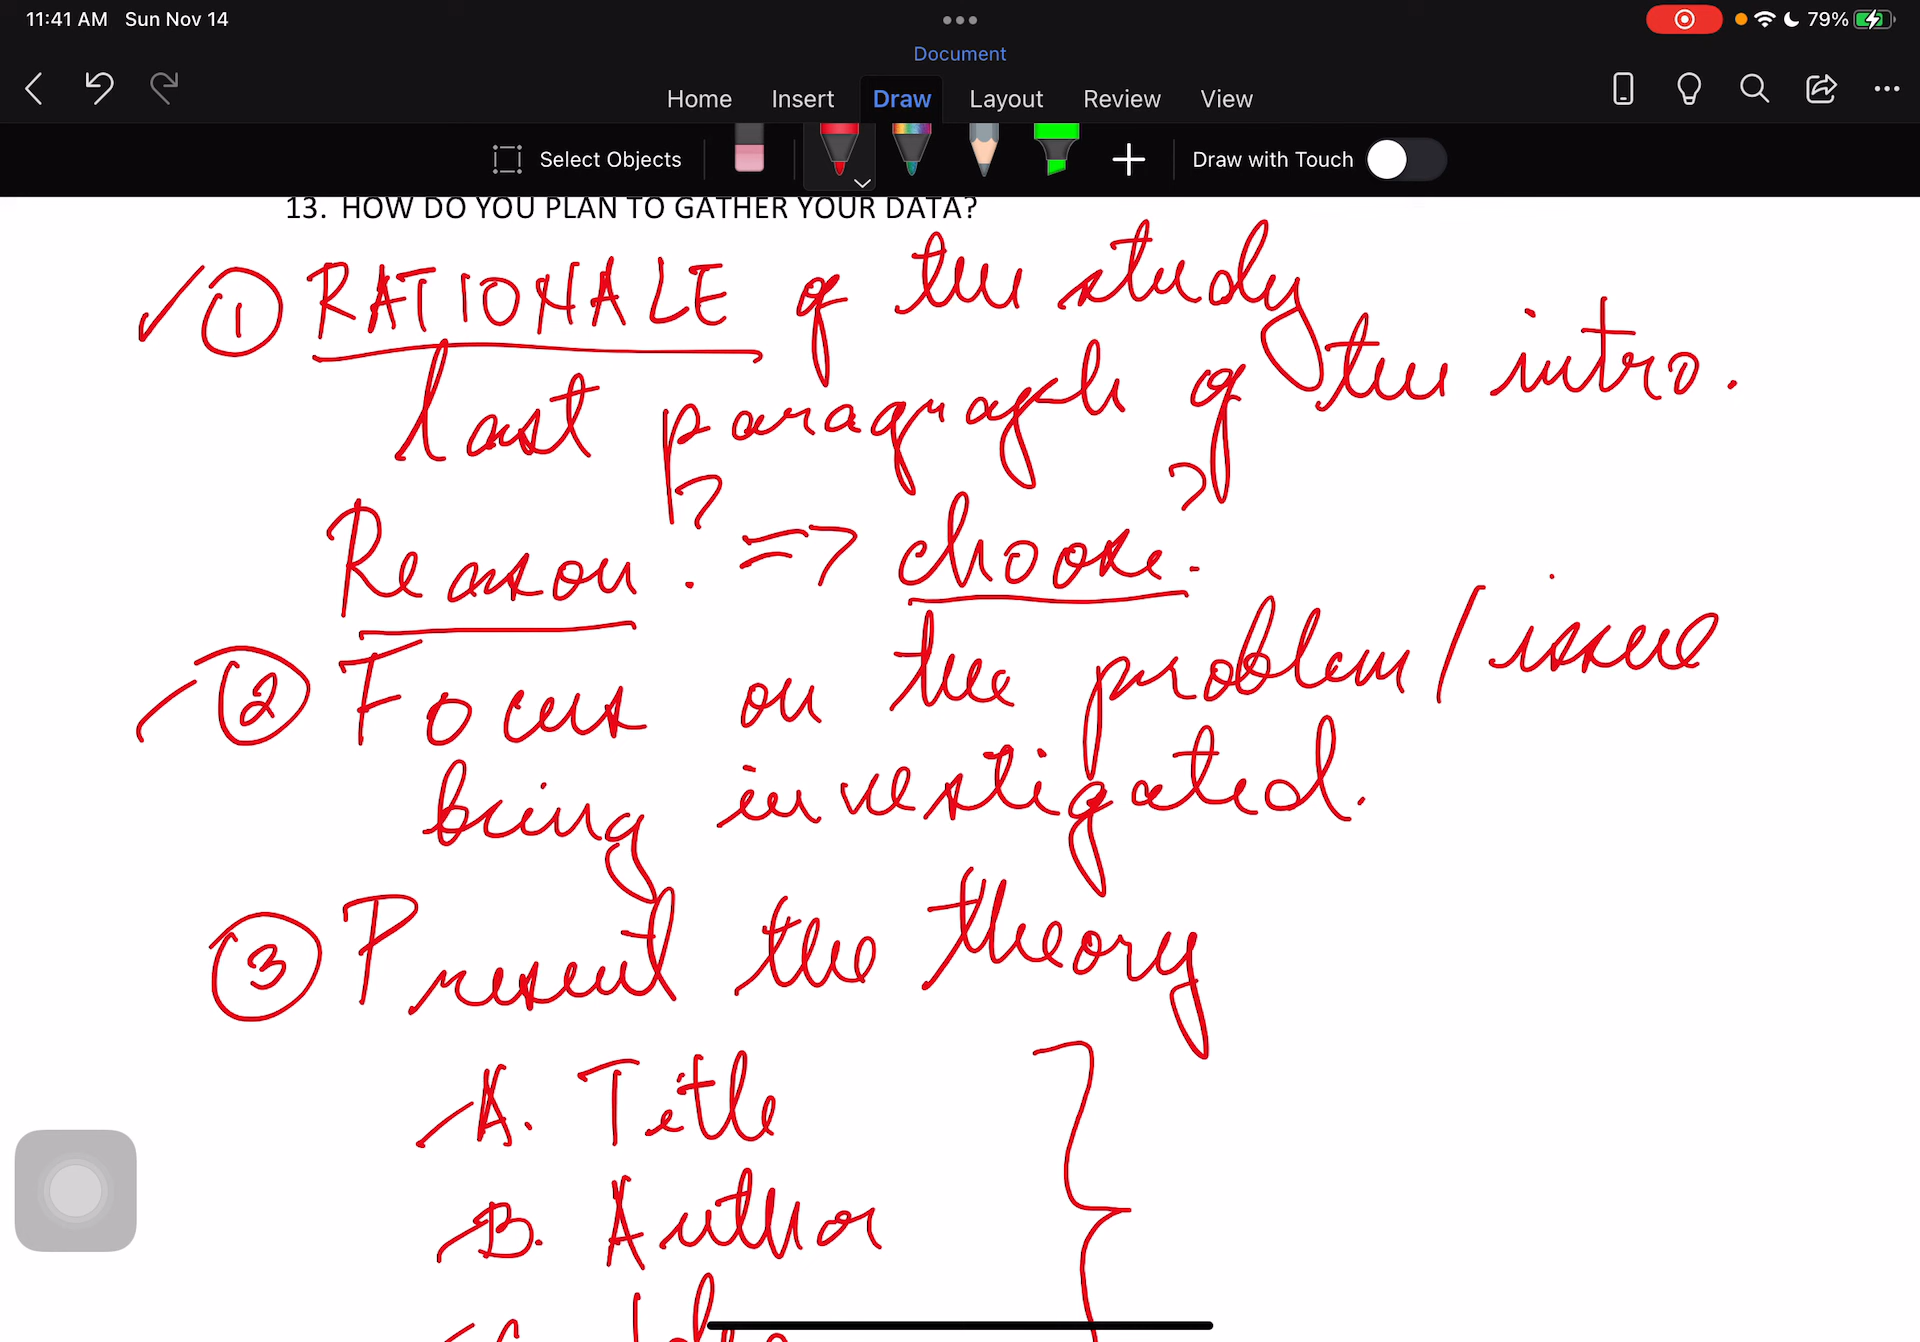 11:41 AM Sun Nov 14
79%
Document
Home Insert Draw Layout Review View
Select Objects
Draw with Touch
13. HOW DO YOU PLAN TO GATHER YOUR DATA?
① RATIONALE of the study
last paragraph of the intro.
Reason? => choose?
② Focus on the problem/issue
being investigated.
③ Present the theory
A. Title
B. Author
C.